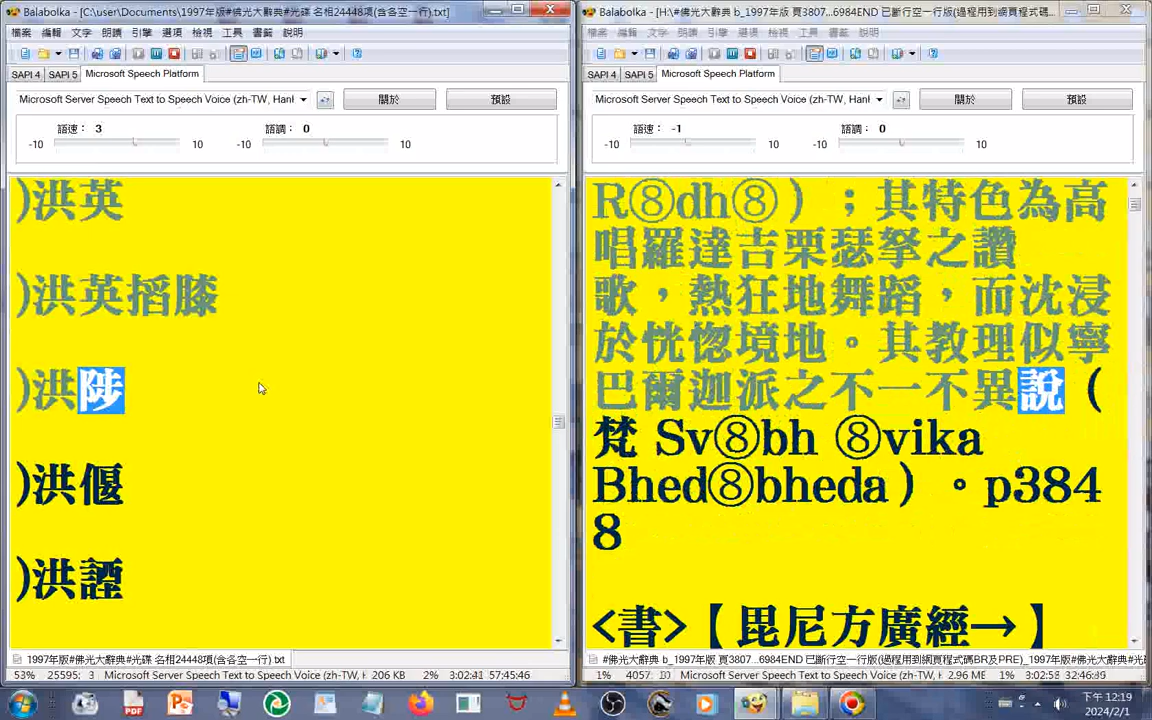 Balabolka - [C:\user\Documents\1997年版#佛光大辭典#光碟 名相24448項(含各空一行).txt]
檔案 編輯 文字 朗讀 引擎 選項 檢視 工具 書籤 說明
SAPI 4 SAPI 5 Microsoft Speech Platform
Microsoft Server Speech Text to Speech Voice (zh-TW, Han
關於
預設
語速: 3
語調: 0
-10 10 -10 10
)洪英
)洪英搯膝
)洪陟
)洪偃
)洪諲
1997年版#佛光大辭典#光碟 名相24448項(含各空一行).txt
53% 25595: 3 Microsoft Server Speech Text to Speech Voice (zh-TW, H 206 KB 2% 3:02:41 57:45:46
Balabolka - [H:\#佛光大辭典 b_1997年版 頁3807...6984END 已斷行空一行版(過程用到網頁程式碼...
檔案 編輯 文字 朗讀 引擎 選項 檢視 工具 書籤 說明
SAPI 4 SAPI 5 Microsoft Speech Platform
Microsoft Server Speech Text to Speech Voice (zh-TW, Han
關於
預設
語速: -1
語調: 0
-10 10 -10 10
R⑧dh⑧);其特色為高
唱羅達吉栗瑟拏之讚
歌,熱狂地舞蹈,而沈浸
於恍惚境地。其教理似寧
巴爾迦派之不一不異說(
梵 Sv⑧bh ⑧vika
Bhed⑧bheda)。p384
8
<書>【毘尼方廣經→】
#佛光大辭典 b_1997年版 頁3807...6984END 已斷行空一行版(過程用到網頁程式碼BR及PRE)_1997年版#佛光大辭典#光
1% 4057: Microsoft Server Speech Text to Speech Voice (zh-TW, H 2.96 ME 1% 3:02:58 32:46:39
下午 12:19
2024/2/1